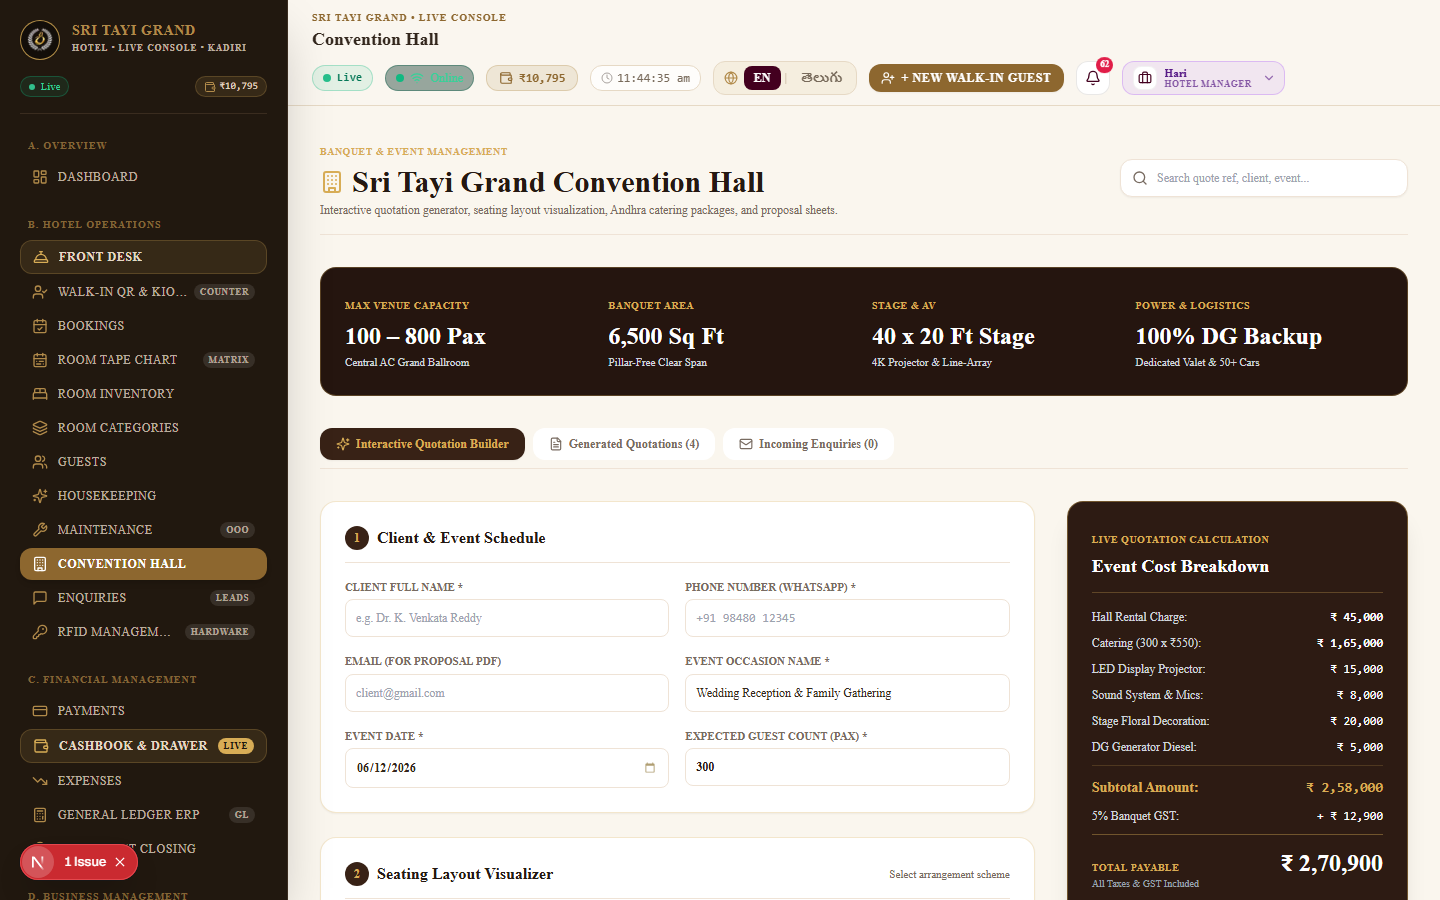 SRI TAYI GRAND
HOTEL • LIVE CONSOLE • KADIRI
Live
₹10,795
A. OVERVIEW
DASHBOARD
B. HOTEL OPERATIONS
FRONT DESK
WALK-IN QR & KIO... COUNTER
BOOKINGS
ROOM TAPE CHART MATRIX
ROOM INVENTORY
ROOM CATEGORIES
GUESTS
HOUSEKEEPING
MAINTENANCE OOO
CONVENTION HALL
ENQUIRIES LEADS
RFID MANAGEM... HARDWARE
C. FINANCIAL MANAGEMENT
PAYMENTS
CASHBOOK & DRAWER LIVE
EXPENSES
GENERAL LEDGER ERP GL
T CLOSING
N 1 Issue
D. BUSINESS MANAGEMENT
SRI TAYI GRAND • LIVE CONSOLE
Convention Hall
Live
₹10,795
11:44:35 am
EN | తెలుగు
+ NEW WALK-IN GUEST
62
Hari
HOTEL MANAGER
BANQUET & EVENT MANAGEMENT
Sri Tayi Grand Convention Hall
Interactive quotation generator, seating layout visualization, Andhra catering packages, and proposal sheets.
Search quote ref, client, event...
MAX VENUE CAPACITY
100 – 800 Pax
Central AC Grand Ballroom
BANQUET AREA
6,500 Sq Ft
Pillar-Free Clear Span
STAGE & AV
40 x 20 Ft Stage
4K Projector & Line-Array
POWER & LOGISTICS
100% DG Backup
Dedicated Valet & 50+ Cars
Interactive Quotation Builder
Generated Quotations (4)
Incoming Enquiries (0)
1 Client & Event Schedule
CLIENT FULL NAME *
e.g. Dr. K. Venkata Reddy
PHONE NUMBER (WHATSAPP) *
+91 98480 12345
EMAIL (FOR PROPOSAL PDF)
client@gmail.com
EVENT OCCASION NAME *
Wedding Reception & Family Gathering
EVENT DATE *
06/12/2026
EXPECTED GUEST COUNT (PAX) *
300
2 Seating Layout Visualizer
Select arrangement scheme
LIVE QUOTATION CALCULATION
Event Cost Breakdown
Hall Rental Charge: ₹ 45,000
Catering (300 x ₹550): ₹ 1,65,000
LED Display Projector: ₹ 15,000
Sound System & Mics: ₹ 8,000
Stage Floral Decoration: ₹ 20,000
DG Generator Diesel: ₹ 5,000
Subtotal Amount: ₹ 2,58,000
5% Banquet GST: + ₹ 12,900
TOTAL PAYABLE
All Taxes & GST Included
₹ 2,70,900